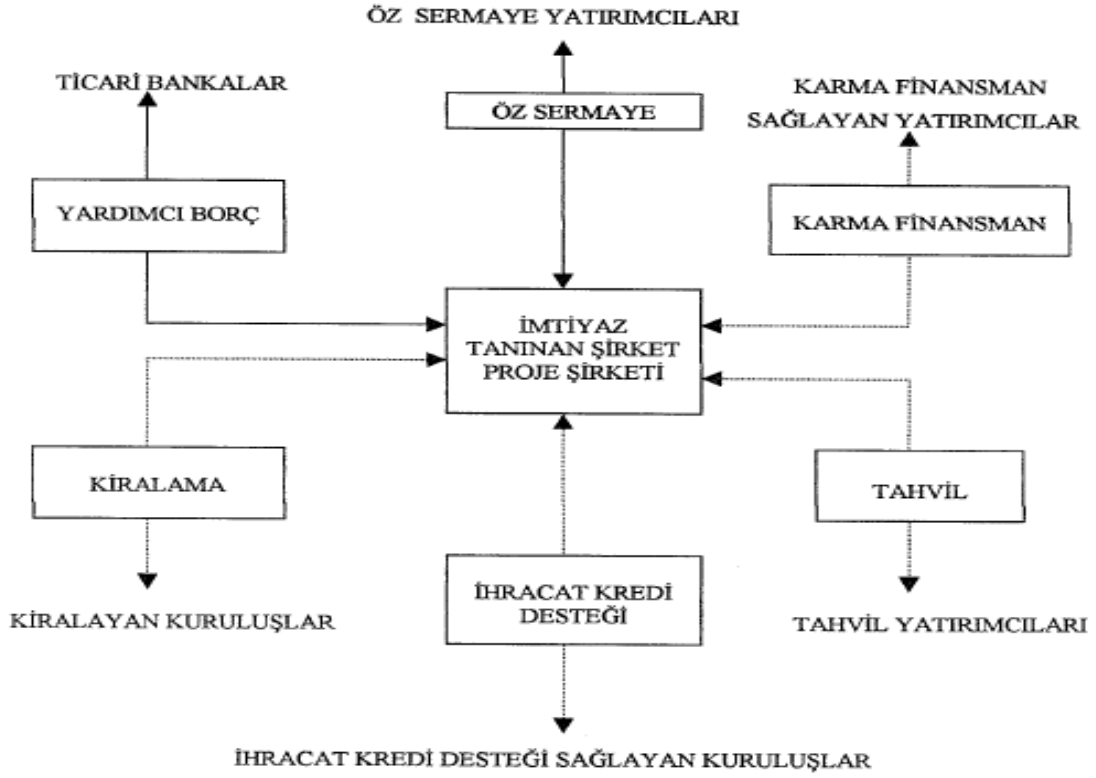 ÖZ SERMAYE YATIRIMCILARI
TİCARİ BANKALAR
ÖZ SERMAYE
KARMA FİNANSMAN
SAĞLAYAN YATIRIMCILAR
YARDIMCI BORÇ
KARMA FİNANSMAN
İMTİYAZ
TANINAN ŞİRKET
PROJE ŞİRKETİ
KİRALAMA
TAHVİL
İHRACAT KREDİ
DESTEĞİ
KİRALAYAN KURULUŞLAR
TAHVİL YATIRIMCILARI
İHRACAT KREDİ DESTEĞİ SAĞLAYAN KURULUŞLAR